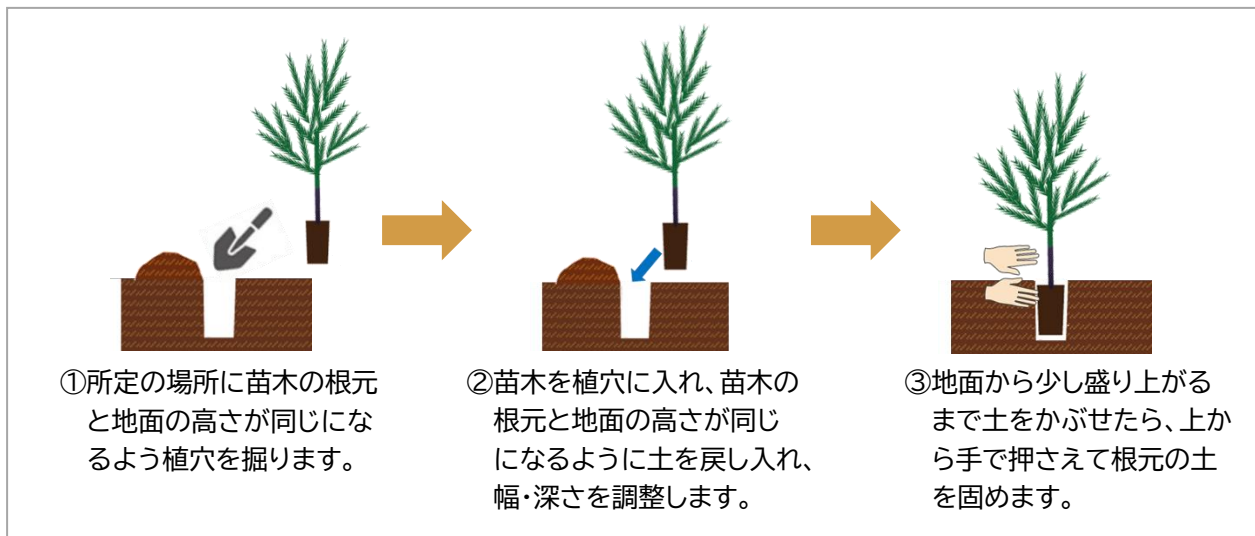 ①所定の場所に苗木の根元
と地面の高さが同じにな
るよう植穴を掘ります。
②苗木を植穴に入れ、苗木の
根元と地面の高さが同じ
になるように土を戻し入れ、
幅・深さを調整します。
③地面から少し盛り上がる
まで土をかぶせたら、上か
ら手で押さえて根元の土
を固めます。